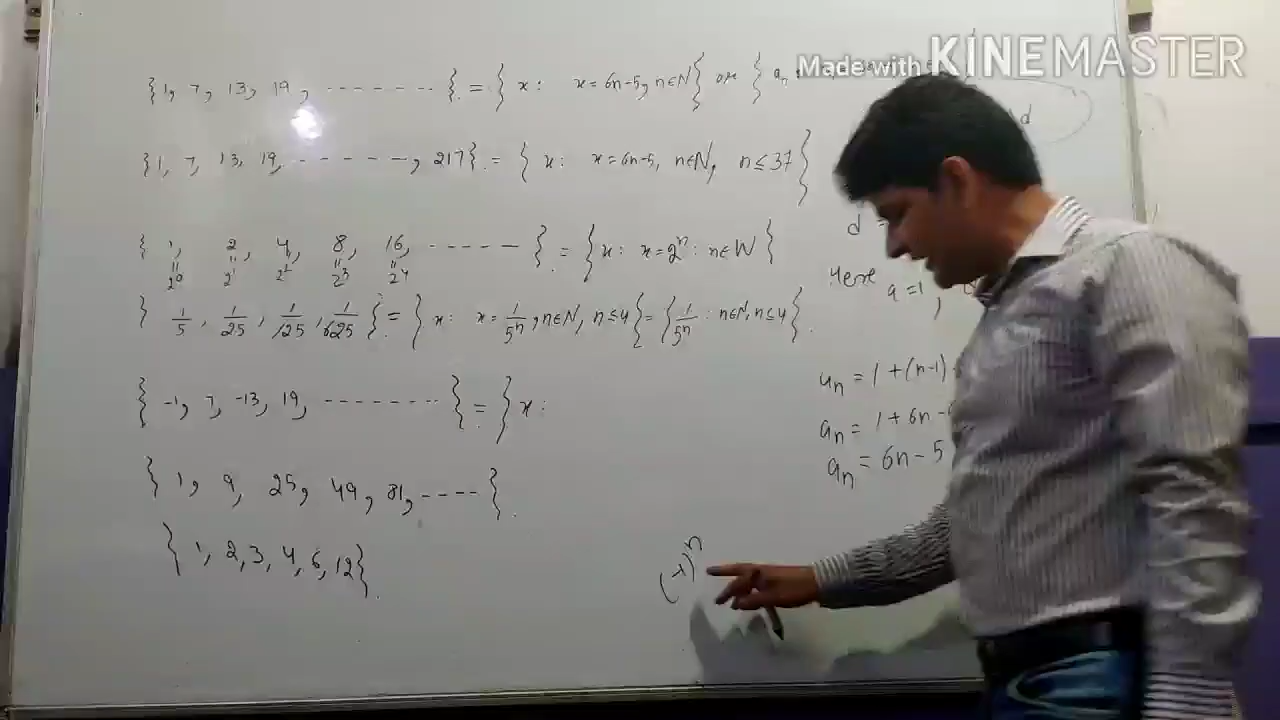 Made with KINEMASTER
{1, 7, 13, 19, - - - - - - - -} = {x: x = 6n-5, n∈N} or {aₙ
d
{1, 7, 13, 19, - - - - - - -, 217} = {x: x = 6n-5, n∈N, n ≤ 37}
d =
{1, 2, 4, 8, 16, - - - - - -} = {x: x = 2ⁿ : n∈W}
2⁰ 2¹ 2² 2³ 2⁴
Here a = 1,
{1/5, 1/25, 1/125, 1/625} = {x: x = 1/5ⁿ, n∈N, n ≤ 4} = {1/5ⁿ : n∈N, n ≤ 4}
aₙ = 1 + (n-1)
{-1, 7, -13, 19, - - - - - - - - -} = {x:
aₙ = 1 + 6n -
aₙ = 6n - 5
{1, 9, 25, 49, 81, - - - -}
{1, 2, 3, 4, 6, 12}
(-1)ⁿ